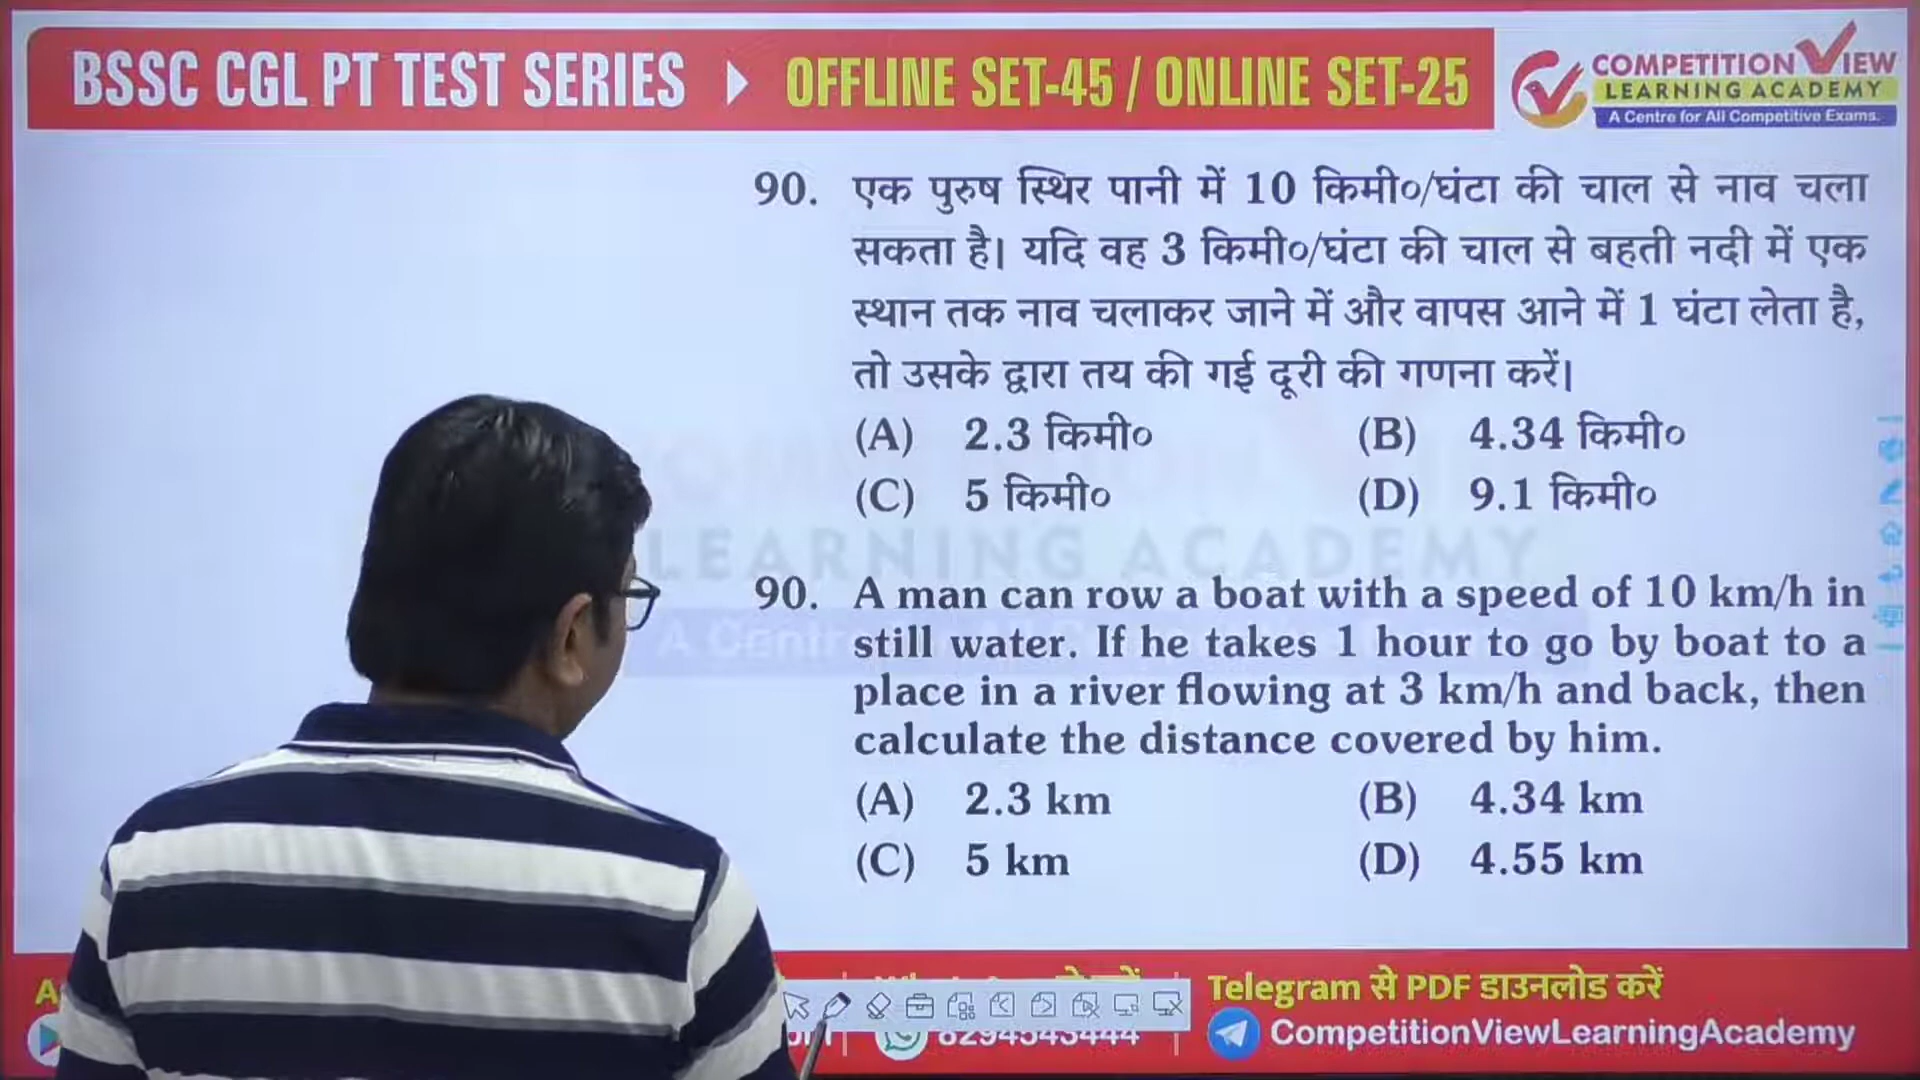 BSSC CGL PT TEST SERIES ▶ OFFLINE SET-45 / ONLINE SET-25
COMPETITION VIEW
LEARNING ACADEMY
A Centre for All Competitive Exams.
90. एक पुरुष स्थिर पानी में 10 किमी०/घंटा की चाल से नाव चला
सकता है। यदि वह 3 किमी०/घंटा की चाल से बहती नदी में एक
स्थान तक नाव चलाकर जाने में और वापस आने में 1 घंटा लेता है,
तो उसके द्वारा तय की गई दूरी की गणना करें।
(A) 2.3 किमी० (B) 4.34 किमी०
(C) 5 किमी० (D) 9.1 किमी०
LEARNING ACADEMY
90. A man can row a boat with a speed of 10 km/h in
still water. If he takes 1 hour to go by boat to a
place in a river flowing at 3 km/h and back, then
calculate the distance covered by him.
(A) 2.3 km (B) 4.34 km
(C) 5 km (D) 4.55 km
Telegram से PDF डाउनलोड करें
8294543444
CompetitionViewLearningAcademy